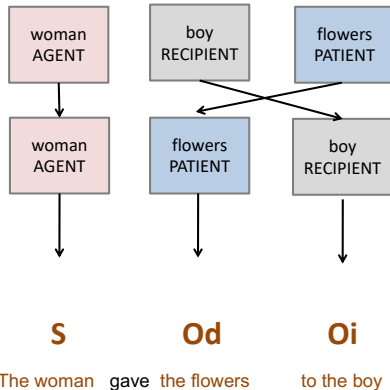 woman
AGENT
boy
RECIPIENT
flowers
PATIENT
woman
AGENT
flowers
PATIENT
boy
RECIPIENT
S Od Oi
The woman gave the flowers to the boy